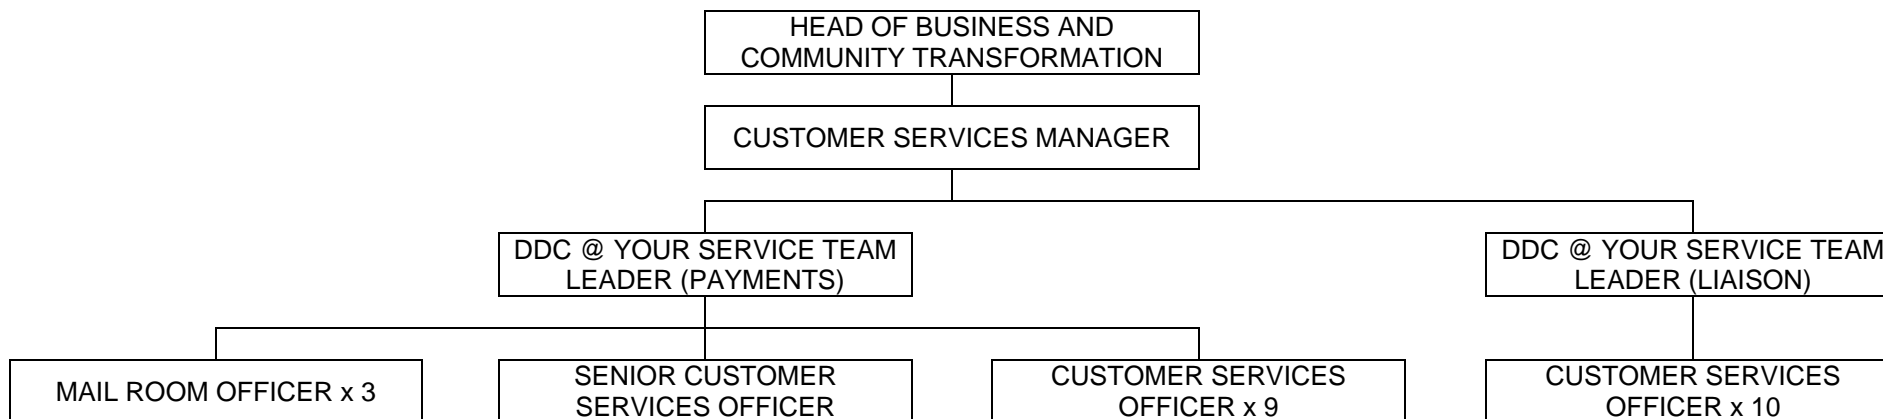 HEAD OF BUSINESS AND
COMMUNITY TRANSFORMATION
CUSTOMER SERVICES MANAGER
DDC @ YOUR SERVICE TEAM
LEADER (PAYMENTS)
DDC @ YOUR SERVICE TEAM
LEADER (LIAISON)
MAIL ROOM OFFICER x 3
SENIOR CUSTOMER
SERVICES OFFICER
CUSTOMER SERVICES
OFFICER x 9
CUSTOMER SERVICES
OFFICER x 10